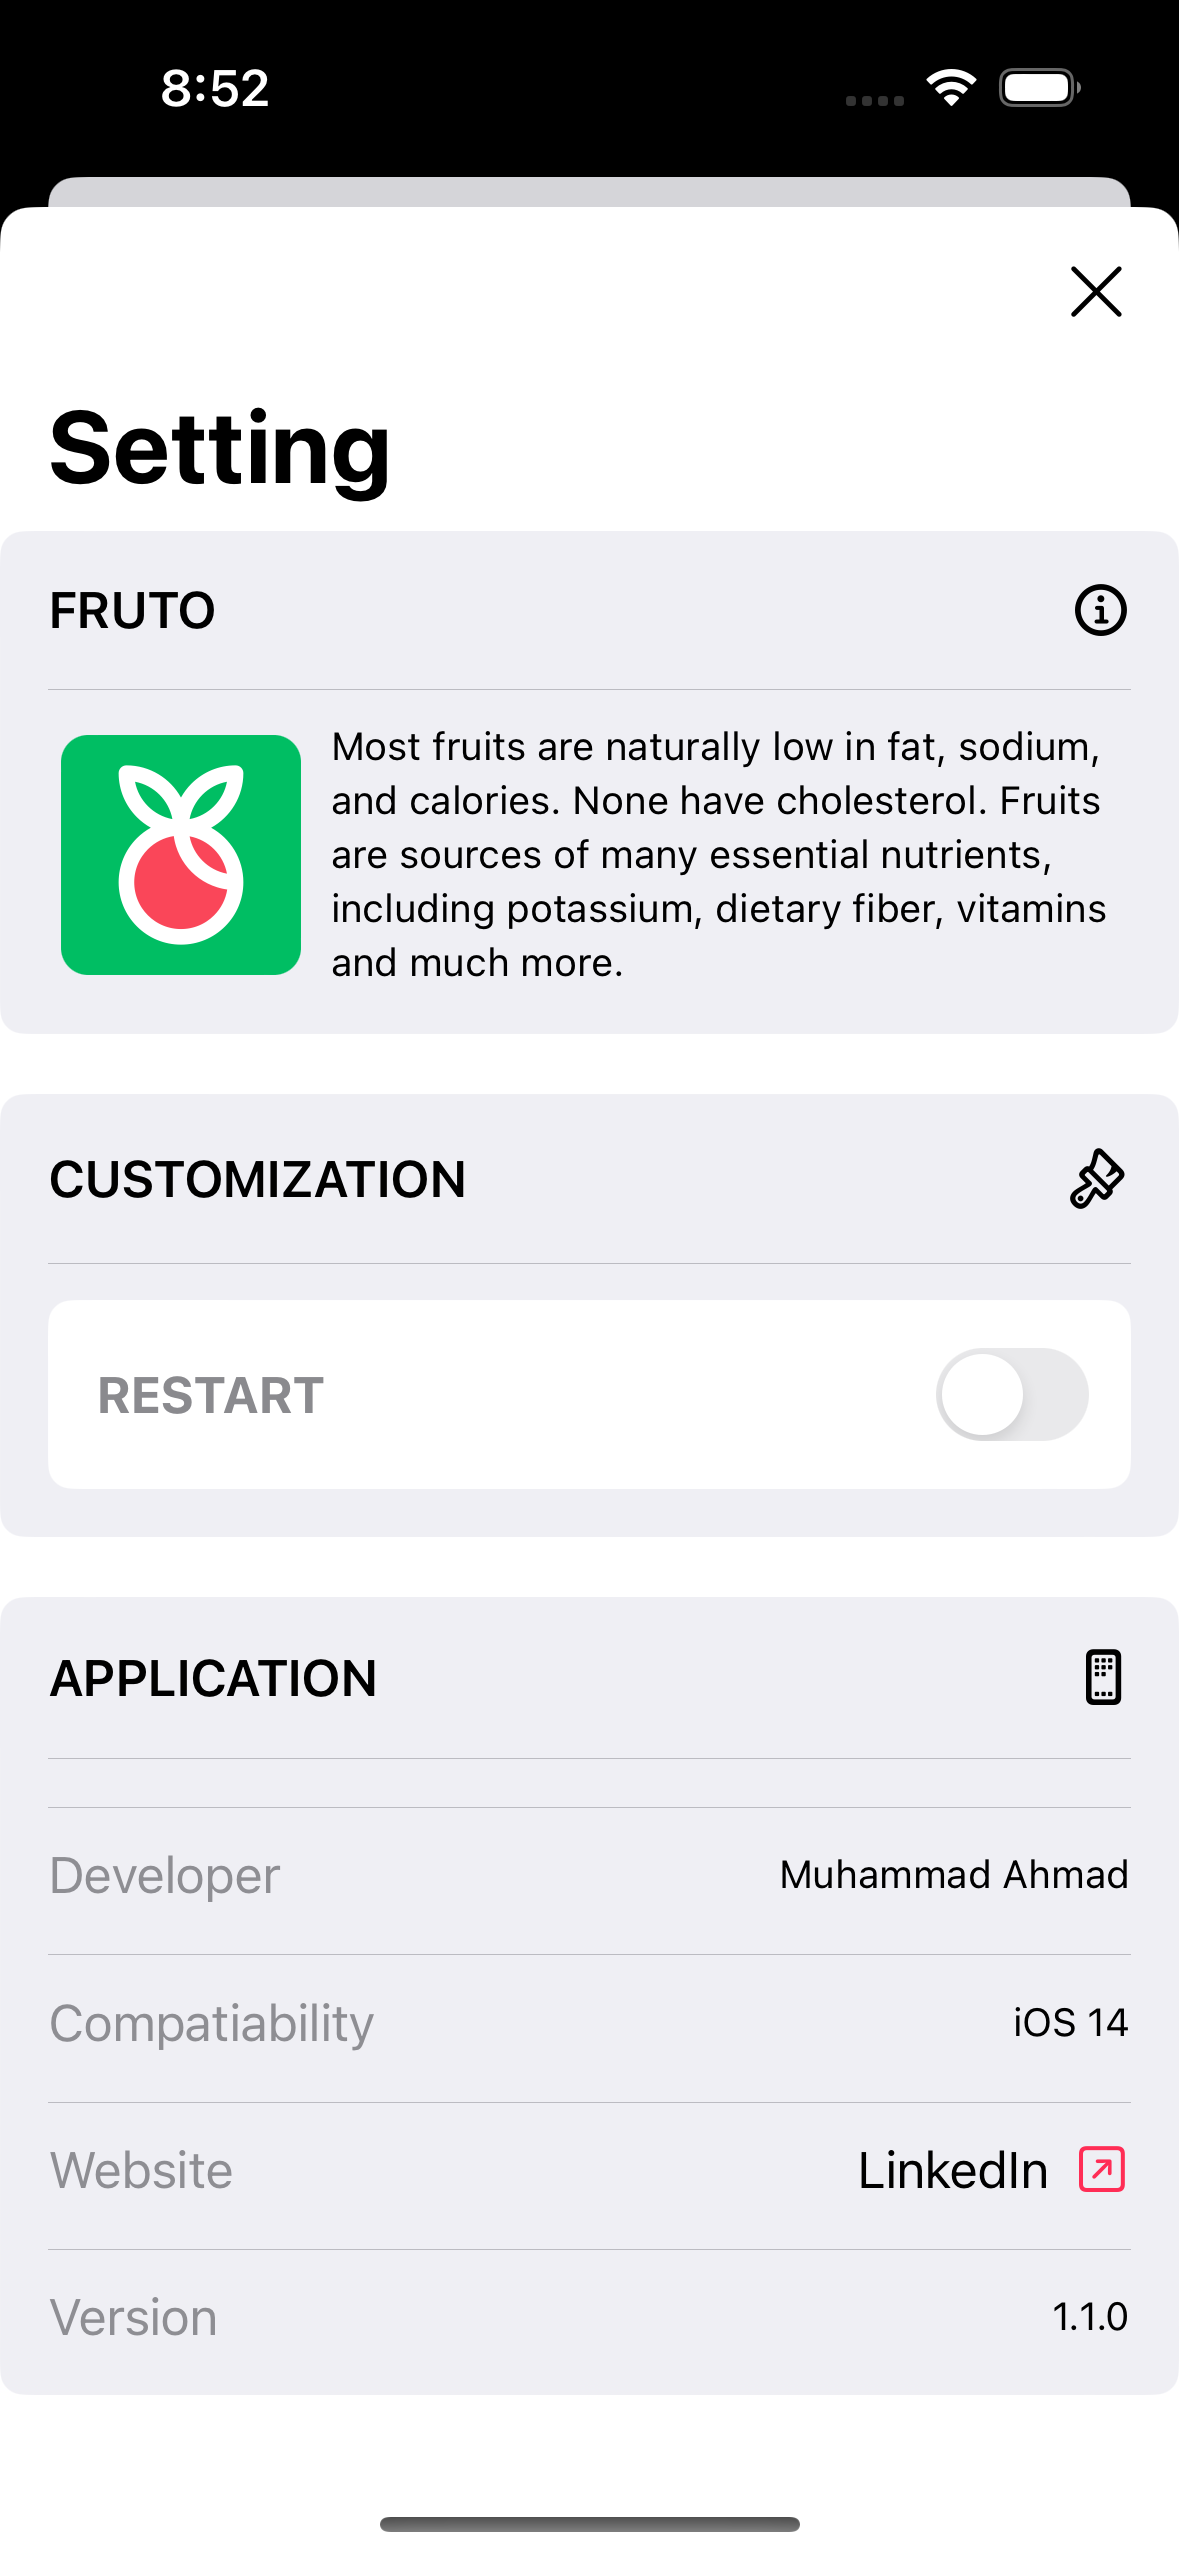 8:52
Setting
FRUTO
Most fruits are naturally low in fat, sodium,
and calories. None have cholesterol. Fruits
are sources of many essential nutrients,
including potassium, dietary fiber, vitamins
and much more.
CUSTOMIZATION
RESTART
APPLICATION
Developer Muhammad Ahmad
Compatiability iOS 14
Website LinkedIn
Version 1.1.0